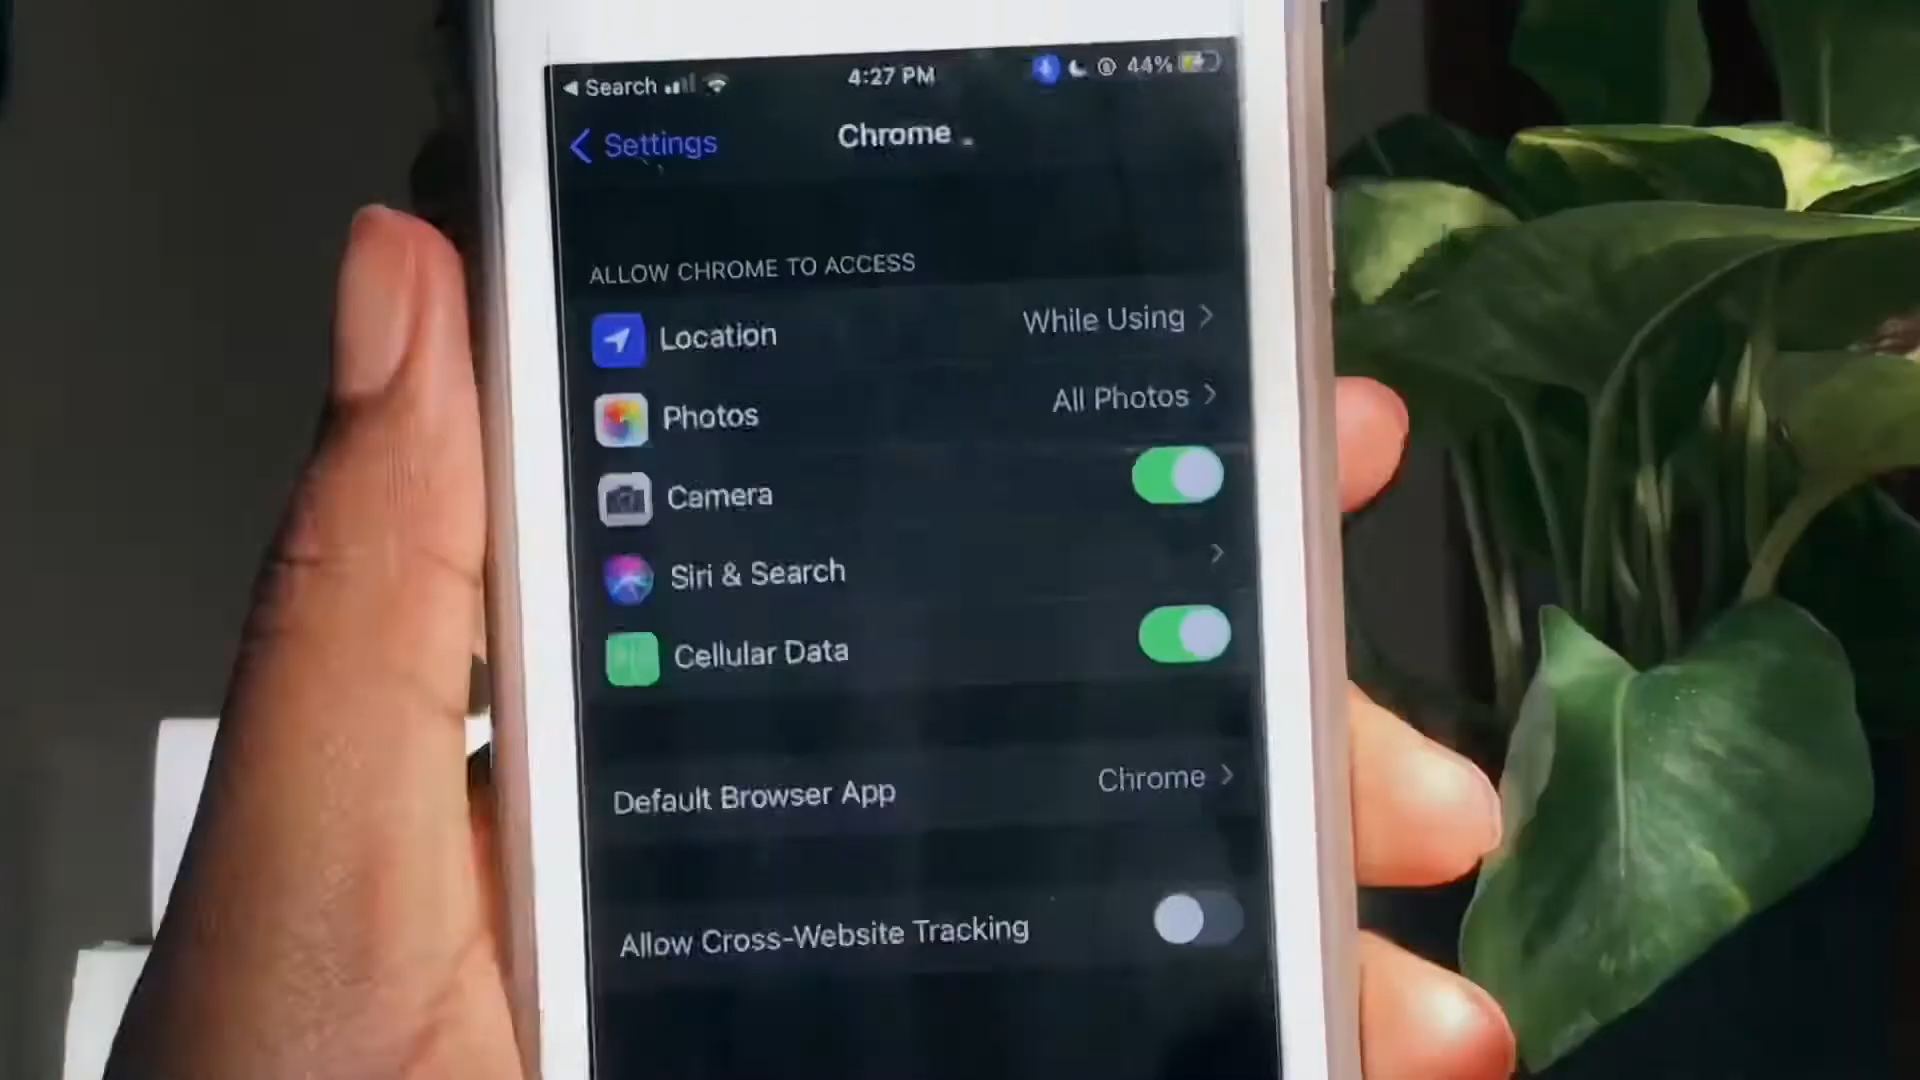 Search 4:27 PM 44%
Settings Chrome
ALLOW CHROME TO ACCESS
Location While Using
Photos All Photos
Camera
Siri & Search
Cellular Data
Default Browser App Chrome
Allow Cross-Website Tracking